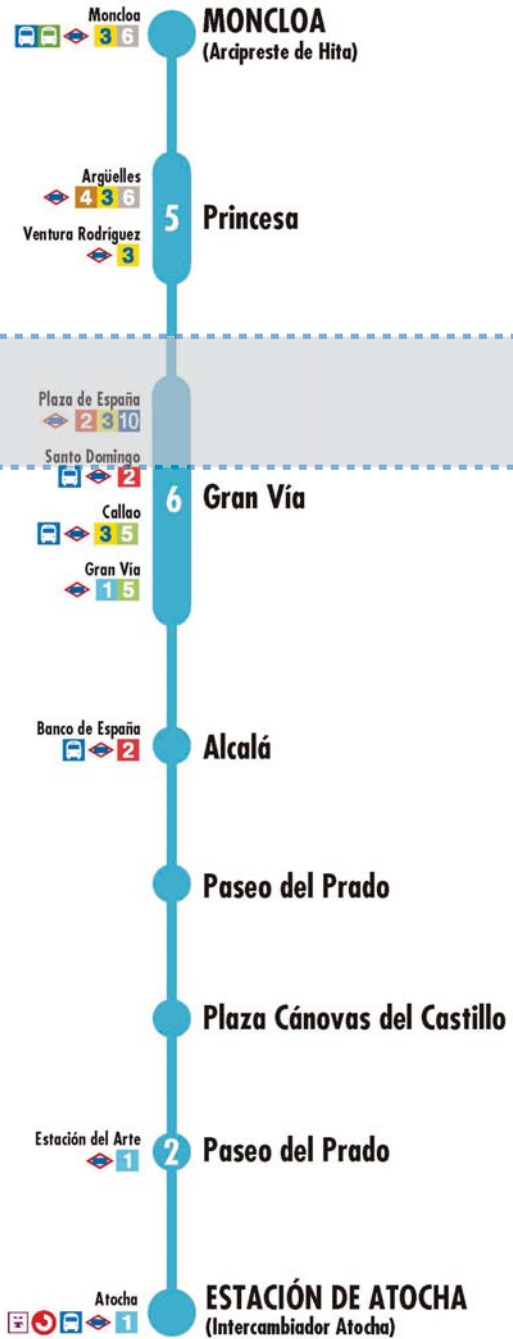 Moncloa
3 6
MONCLOA
(Arcipreste de Hita)
Argüelles
4 3 6
Ventura Rodríguez
3
5
Princesa
Plaza de España
2 3 10
Santo Domingo
2
6
Gran Vía
Callao
3 5
Gran Via
1 5
Banco de España
2
Alcalá
Paseo del Prado
Plaza Cánovas del Castillo
Estación del Arte
1
2
Paseo del Prado
Atocha
1
ESTACIÓN DE ATOCHA
(Intercambiador Atocha)